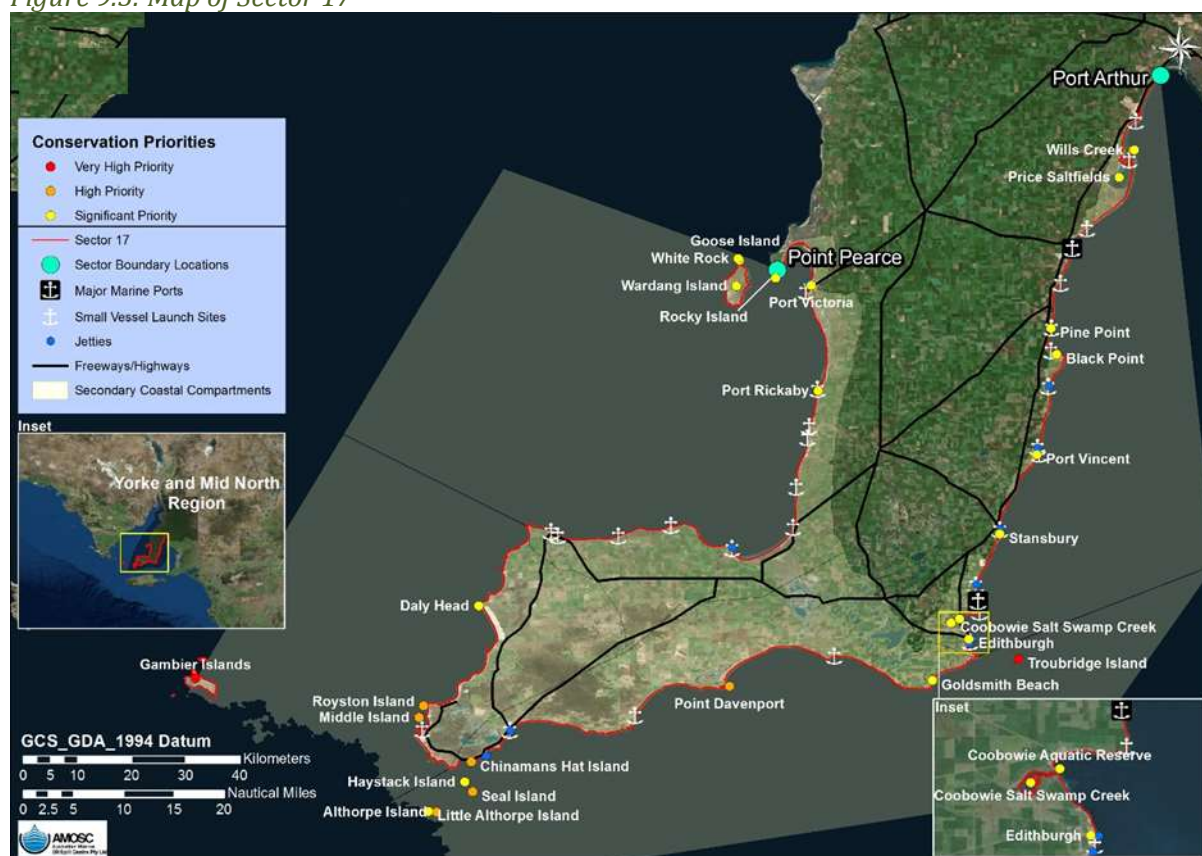 Figure 9.3: Map of Sector 17
Port Arthur
Conservation Priorities
Very High Priority
High Priority
Significant Priority
Sector 17
Sector Boundary Locations
Major Marine Ports
Small Vessel Launch Sites
Jetties
Freeways/Highways
Secondary Coastal Compartments
Wills Creek
Price Saltfields
Goose Island
White Rock
Point Pearce
Wardang Island
Port Victoria
Rocky Island
Pine Point
Black Point
Port Rickaby
Port Vincent
Stansbury
Inset
Yorke and Mid North
Region
Daly Head
Coobowie Salt Swamp Creek
Edithburgh
Troubridge Island
Gambier Islands
Goldsmith Beach
Royston Island
Middle Island
Point Davenport
GCS_GDA_1994 Datum
Kilometers
0 5 10 20 30 40
Nautical Miles
0 2.5 5 10 15 20
Chinamans Hat Island
Haystack Island
Seal Island
Althorpe Island
Little Althorpe Island
Inset
Coobowie Aquatic Reserve
Coobowie Salt Swamp Creek
Edithburgh
AMOSC